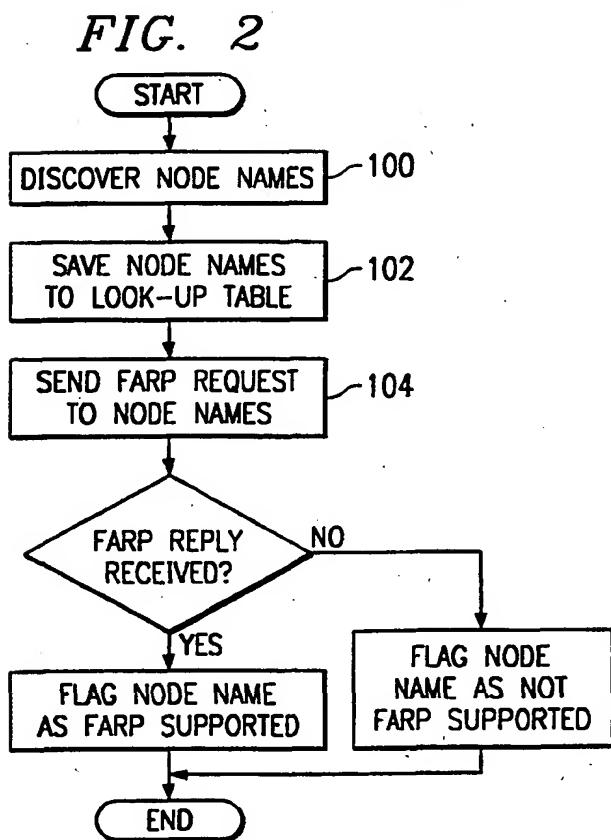 FIG. 2
START
DISCOVER NODE NAMES
100
SAVE NODE NAMES
TO LOOK-UP TABLE
102
SEND FARP REQUEST
TO NODE NAMES
104
FARP REPLY
RECEIVED?
NO
YES
FLAG NODE NAME
AS FARP SUPPORTED
FLAG NODE
NAME AS NOT
FARP SUPPORTED
END